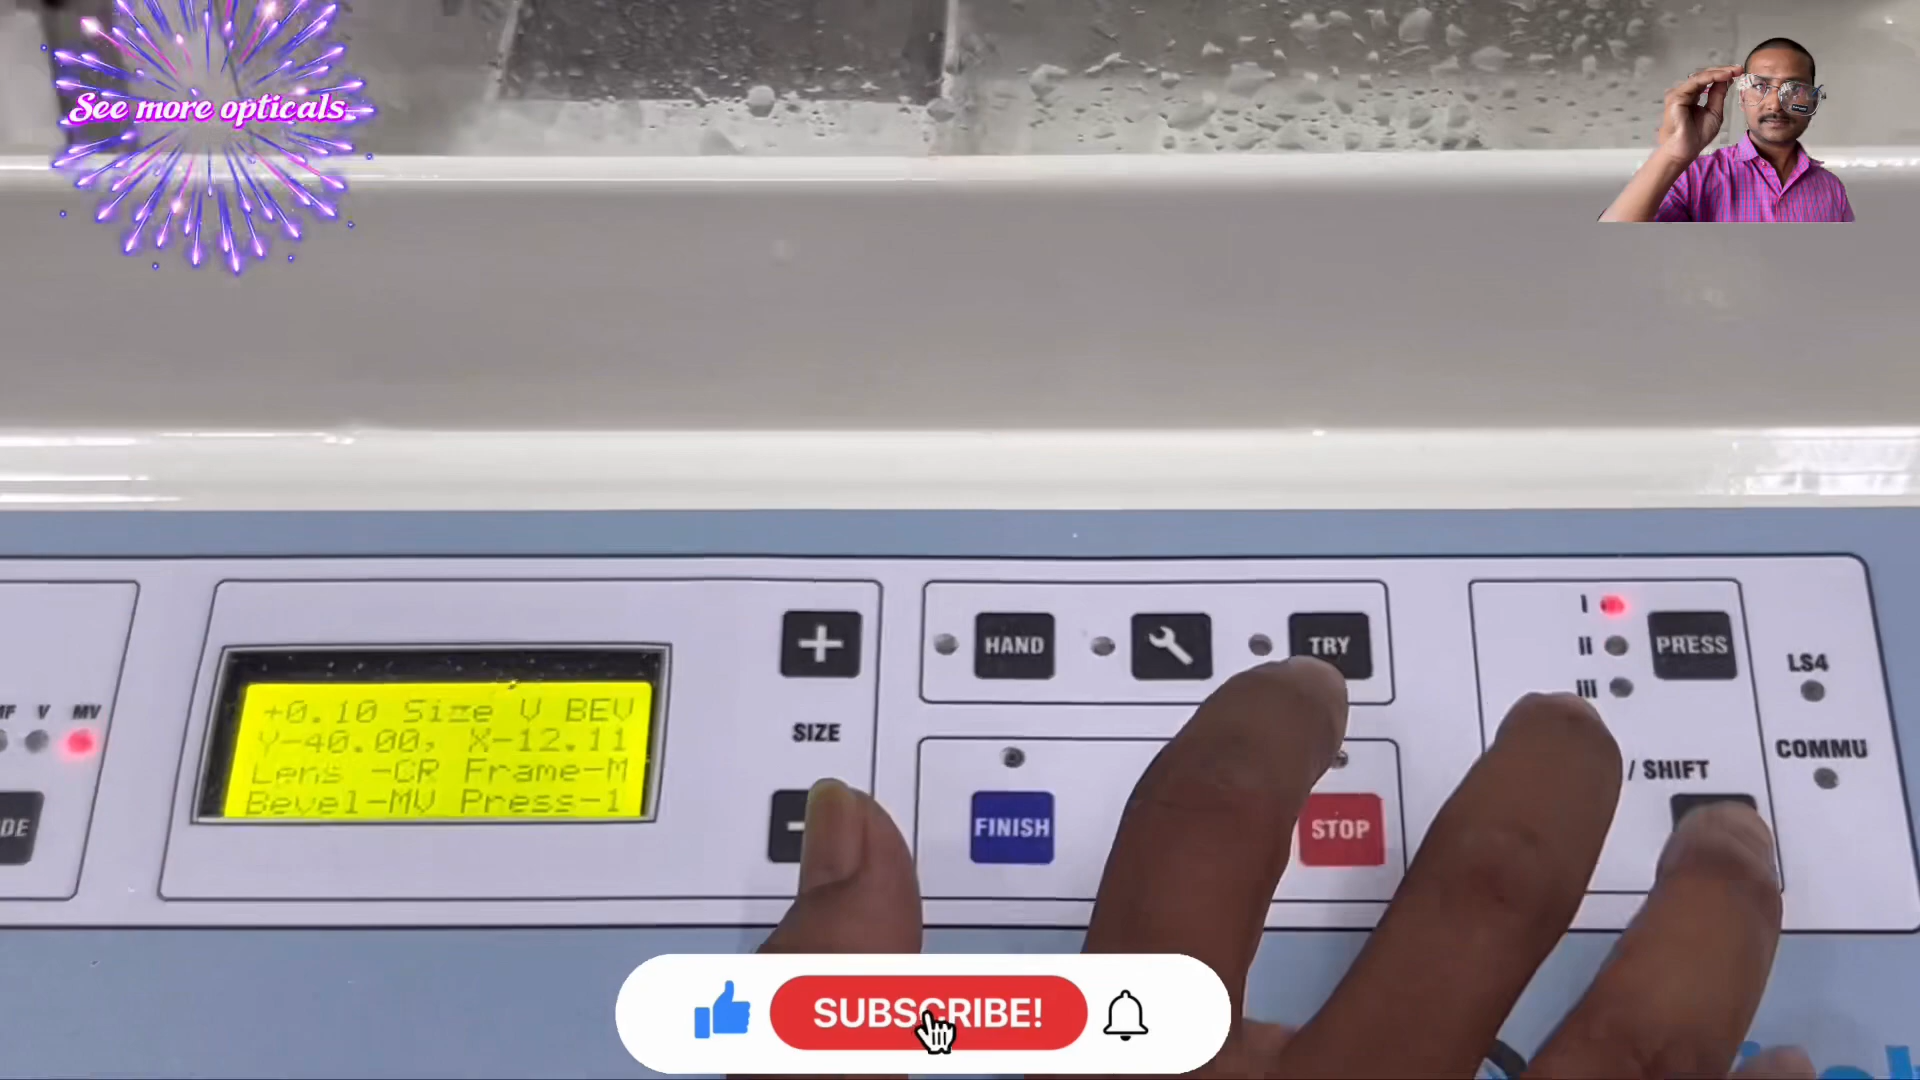 See more opticals
I
II
III
PRESS
LS4
HAND
TRY
+0.10 Size V BEV
Y-40.00, X-12.11
Lens -CR Frame-M
Bevel-MV Press-1
V MV
SIZE
/ SHIFT
COMMU
FINISH
STOP
SUBSCRIBE!